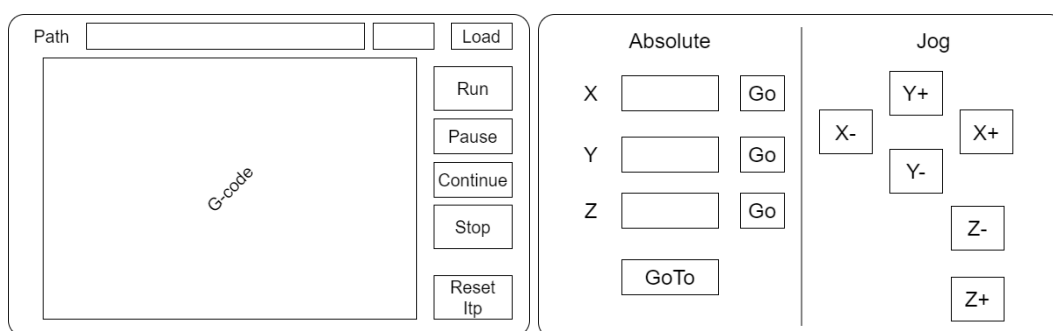 Path
Load
G-code
Run
Pause
Continue
Stop
Reset
Itp
Absolute
X
Go
Y
Go
Z
Go
GoTo
Jog
Y+
X-
X+
Y-
Z-
Z+